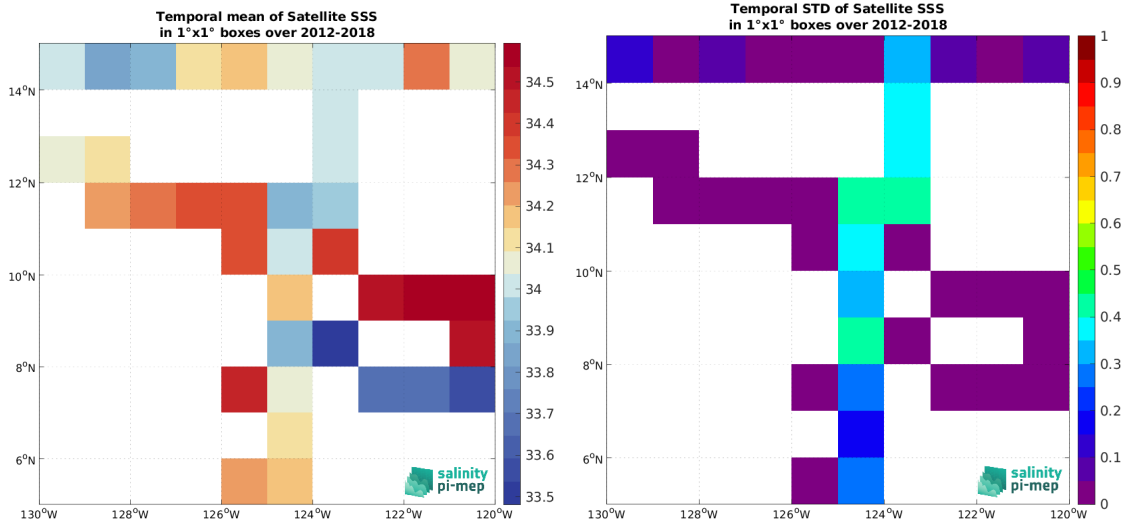 Temporal mean of Satellite SSS
in 1°x1° boxes over 2012-2018
14°N
12°N
10°N
8°N
6°N
130°W
128°W
126°W
124°W
122°W
120°W
34.5
34.4
34.3
34.2
34.1
34
33.9
33.8
33.7
33.6
33.5
salinity
pi-mep
Temporal STD of Satellite SSS
in 1°x1° boxes over 2012-2018
14°N
12°N
10°N
8°N
6°N
130°W
128°W
126°W
124°W
122°W
120°W
1
0.9
0.8
0.7
0.6
0.5
0.4
0.3
0.2
0.1
0
salinity
pi-mep